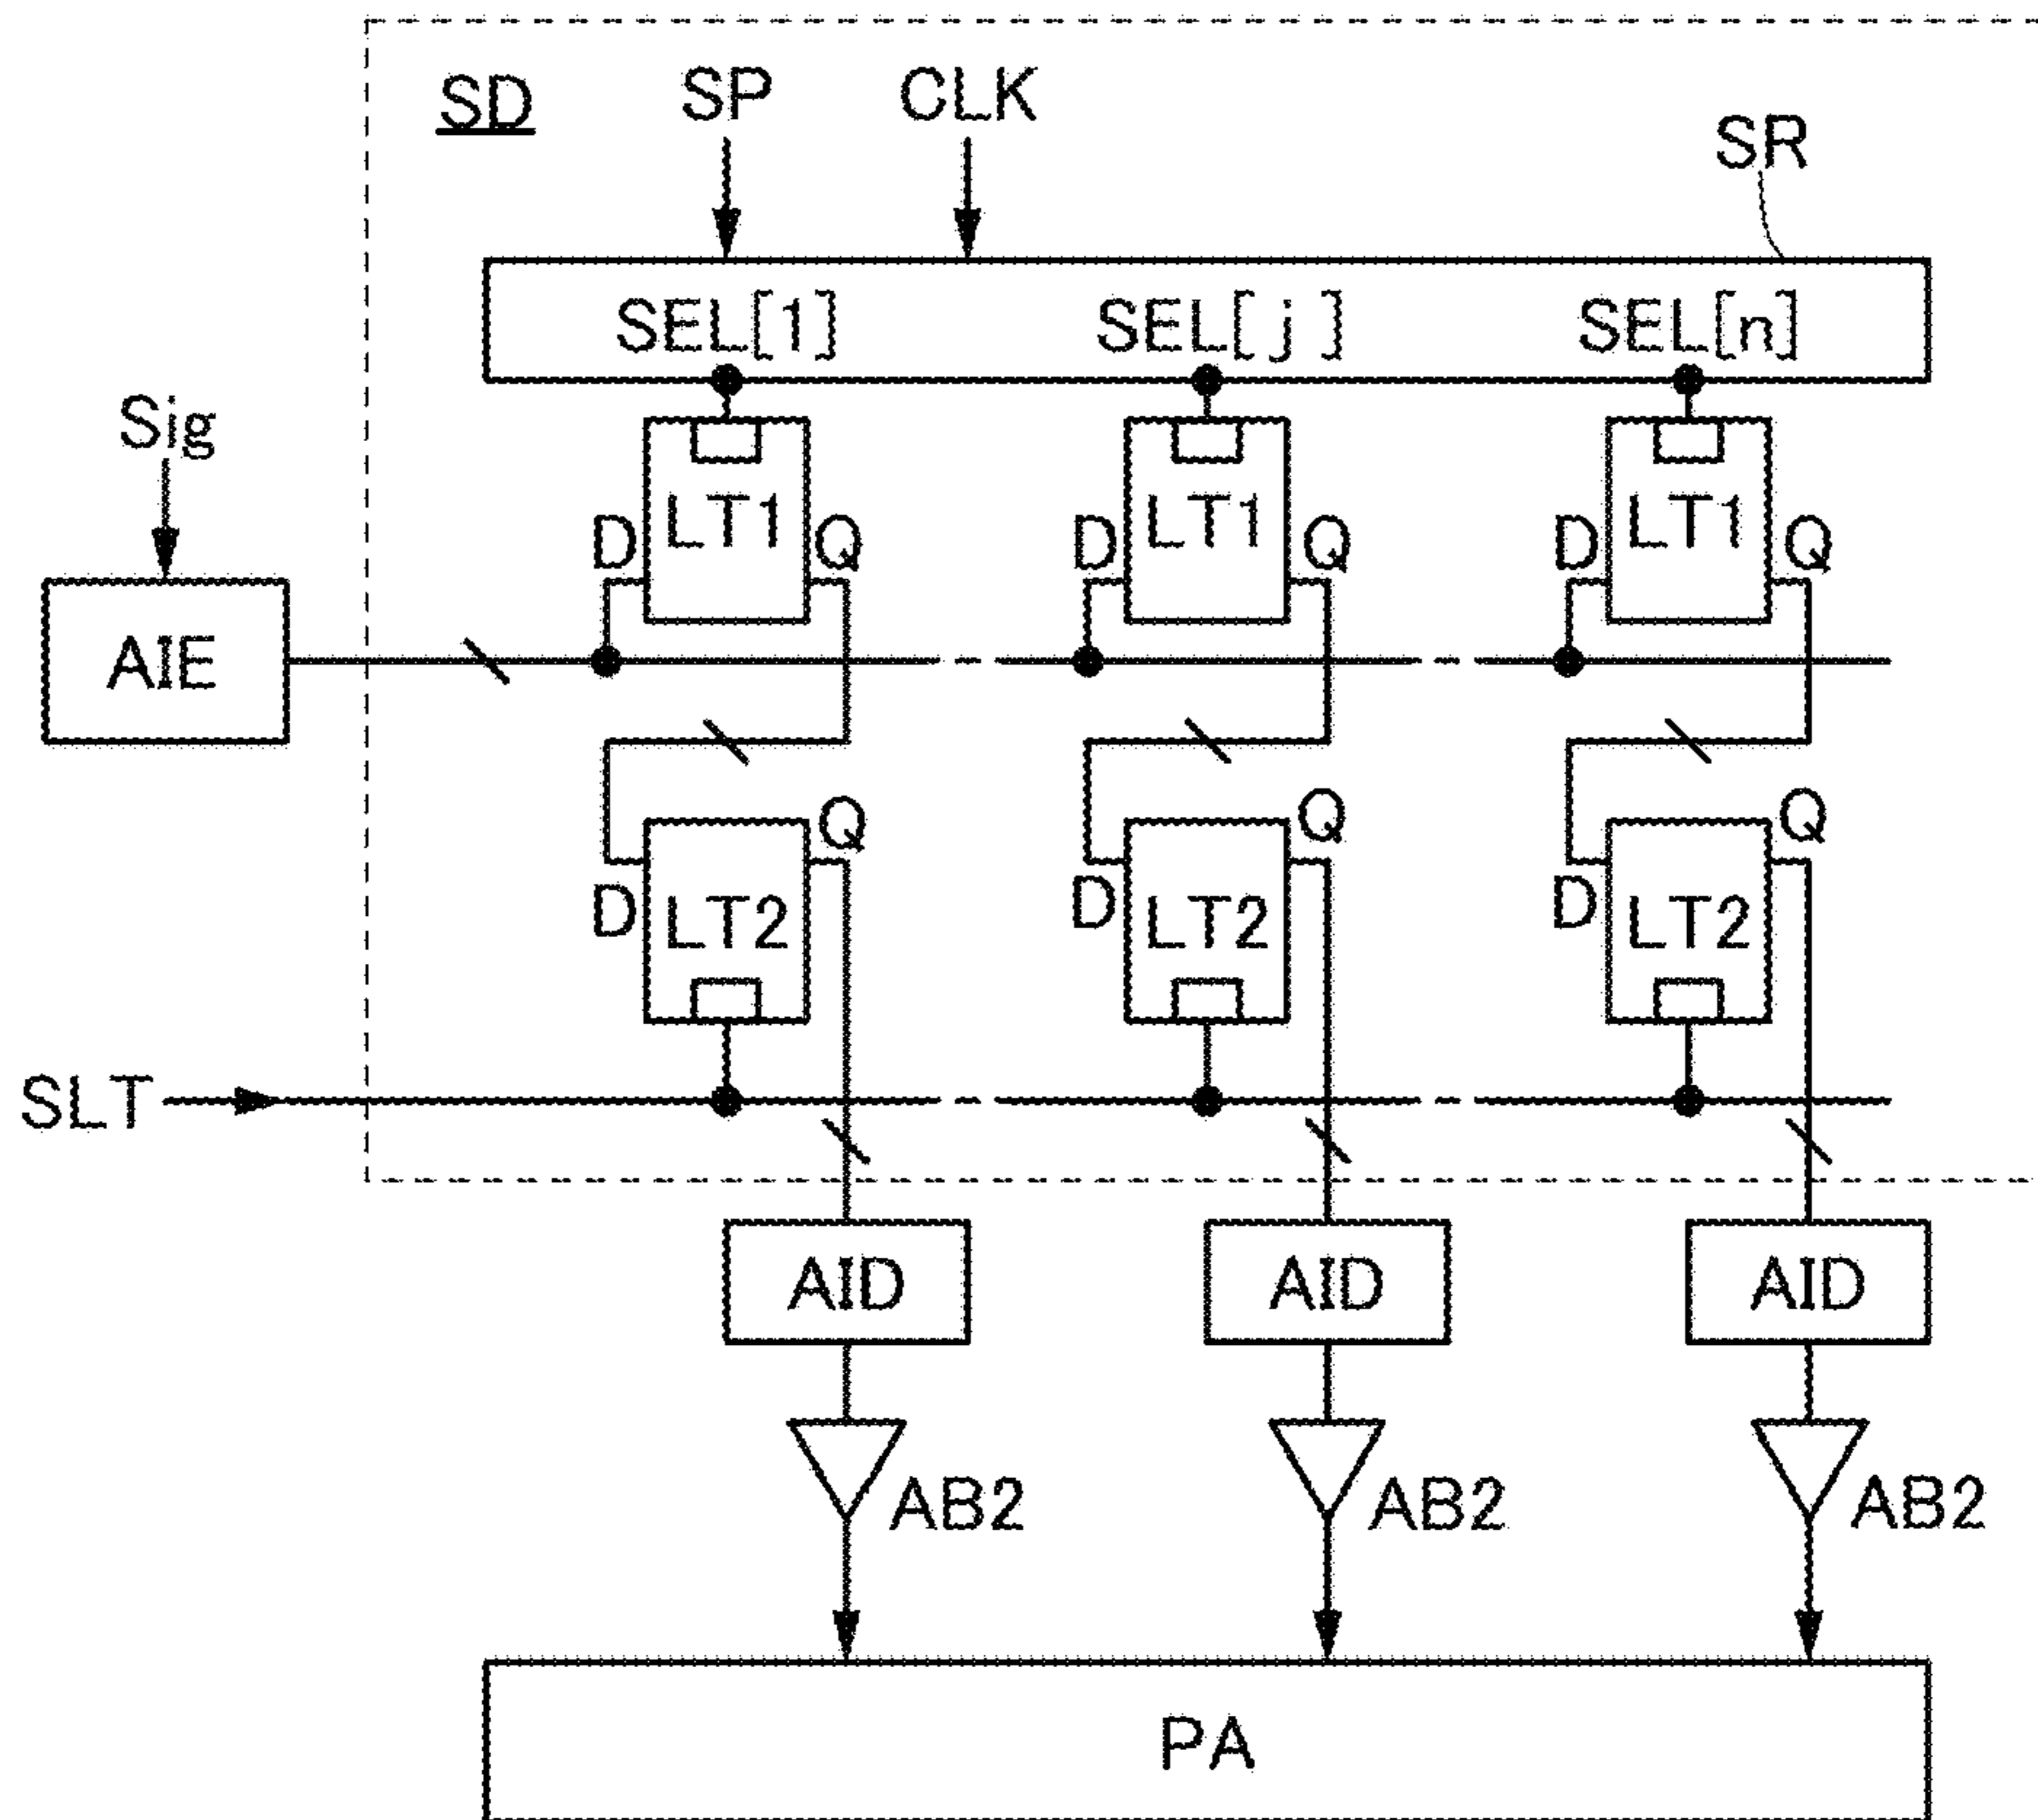 SD SP CLK SR
SEL[1] SEL[j] SEL[n]
Sig
LT1 LT1 LT1
D Q D Q D Q
AIE
Q Q Q
D LT2 D LT2 D LT2
SLT
AID AID AID
AB2 AB2 AB2
PA